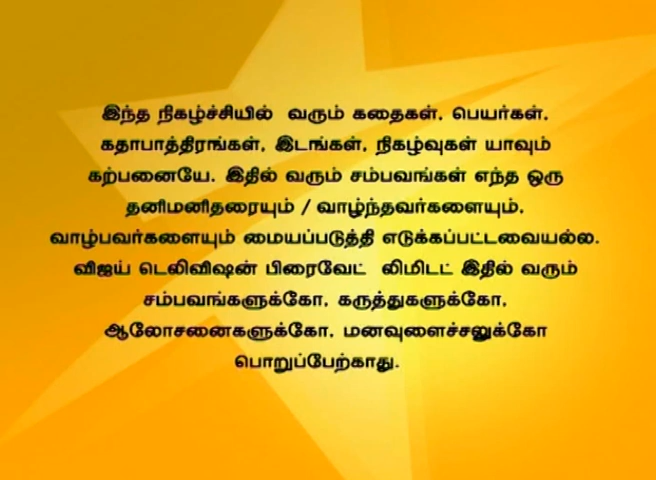 இந்த நிகழ்ச்சியில் வரும் கதைகள், பெயர்கள்,
கதாபாத்திரங்கள், இடங்கள், நிகழ்வுகள் யாவும்
கற்பனையே. இதில் வரும் சம்பவங்கள் எந்த ஒரு
தனிமனிதரையும் / வாழ்ந்தவர்களையும்,
வாழ்பவர்களையும் மையப்படுத்தி எடுக்கப்பட்டவையல்ல.
விஜய் டெலிவிஷன் பிரைவேட் லிமிடட் இதில் வரும்
சம்பவங்களுக்கோ, கருத்துகளுக்கோ,
ஆலோசனைகளுக்கோ, மனவுளைச்சலுக்கோ
பொறுப்பேற்காது.